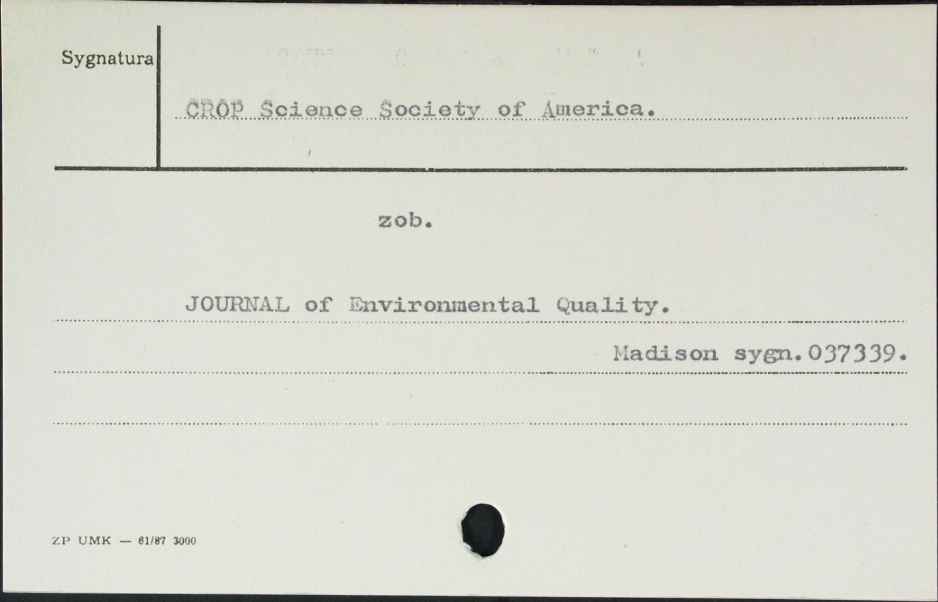 Sygnatura
CROP Science Society of America.
zob.
JOURNAL of Environmental Quality.
Madison sygn. 037339.
ZP UMK — 61/87 3000